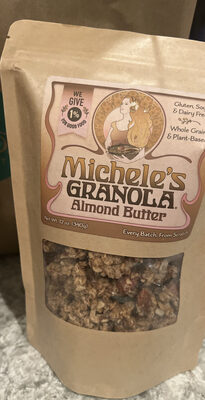 WE
GIVE
1%
FOR GOOD FOOD
Gluten, Soy
& Dairy Free
Whole Grain
& Plant-Based
Michele's
GRANOLA
Almond Butter
Net Wt. 12 oz. (340g)
Every Batch, From Scratch